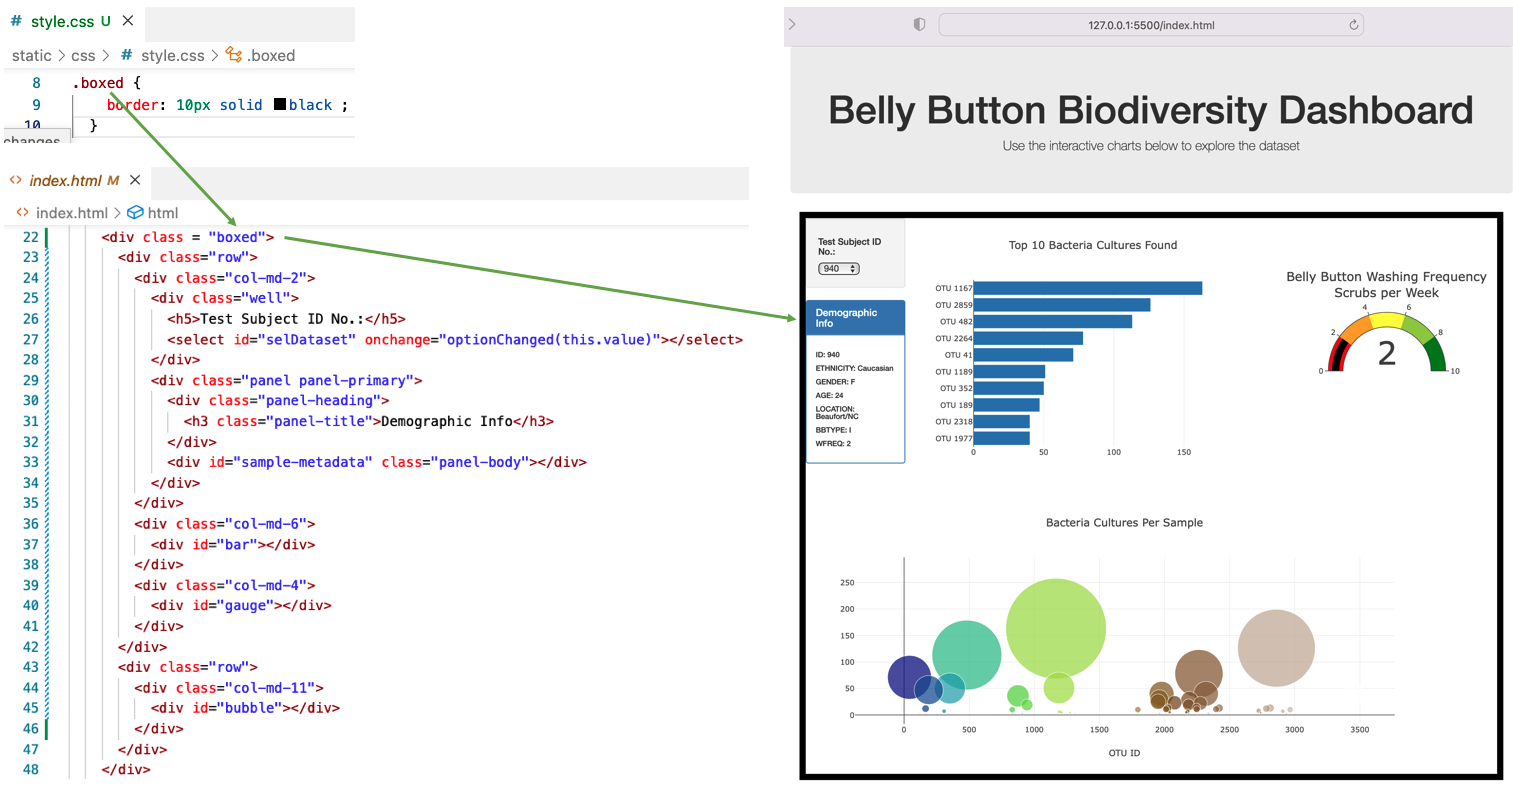 # style.css U ×
static > css > # style.css > .boxed
8 .boxed {
9 border: 10px solid black ;
10 }
changes
<> index.html M ×
<> index.html > html
22 <div class = "boxed">
23 <div class="row">
24 <div class="col-md-2">
25 <div class="well">
26 <h5>Test Subject ID No.:</h5>
27 <select id="selDataset" onchange="optionChanged(this.value)"></select>
28 </div>
29 <div class="panel panel-primary">
30 <div class="panel-heading">
31 <h3 class="panel-title">Demographic Info</h3>
32 </div>
33 <div id="sample-metadata" class="panel-body"></div>
34 </div>
35 </div>
36 <div class="col-md-6">
37 <div id="bar"></div>
38 </div>
39 <div class="col-md-4">
40 <div id="gauge"></div>
41 </div>
42 </div>
43 <div class="row">
44 <div class="col-md-11">
45 <div id="bubble"></div>
46 </div>
47 </div>
48 </div>
127.0.0.1:5500/index.html
Belly Button Biodiversity Dashboard
Use the interactive charts below to explore the dataset
Test Subject ID
No.:
940
Demographic
Info
ID: 940
ETHNICITY: Caucasian
GENDER: F
AGE: 24
LOCATION:
Beaufort/NC
BBTYPE: I
WFREQ: 2
Top 10 Bacteria Cultures Found
OTU 1167
OTU 2859
OTU 482
OTU 2264
OTU 41
OTU 1189
OTU 352
OTU 189
OTU 2318
OTU 1977
0 50 100 150
Belly Button Washing Frequency
Scrubs per Week
4 6
2 8
2
0 10
Bacteria Cultures Per Sample
250
200
150
100
50
0
0 500 1000 1500 2000 2500 3000 3500
OTU ID